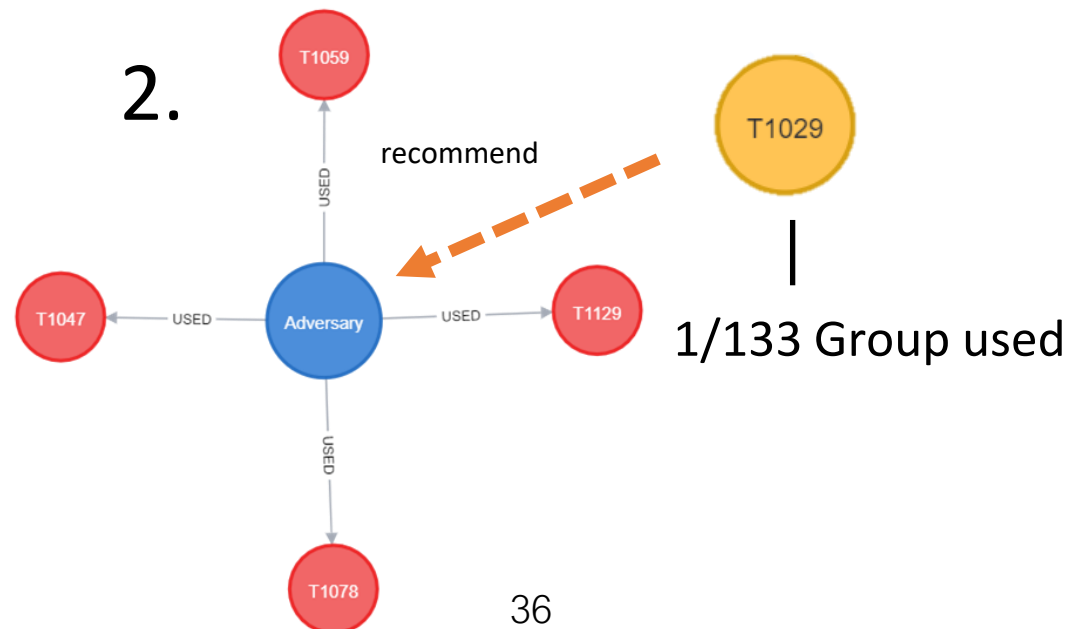 2.
T1059
T1029
recommend
USED
T1047
USED
Adversary
USED
T1129
1/133 Group used
USED
T1078
36